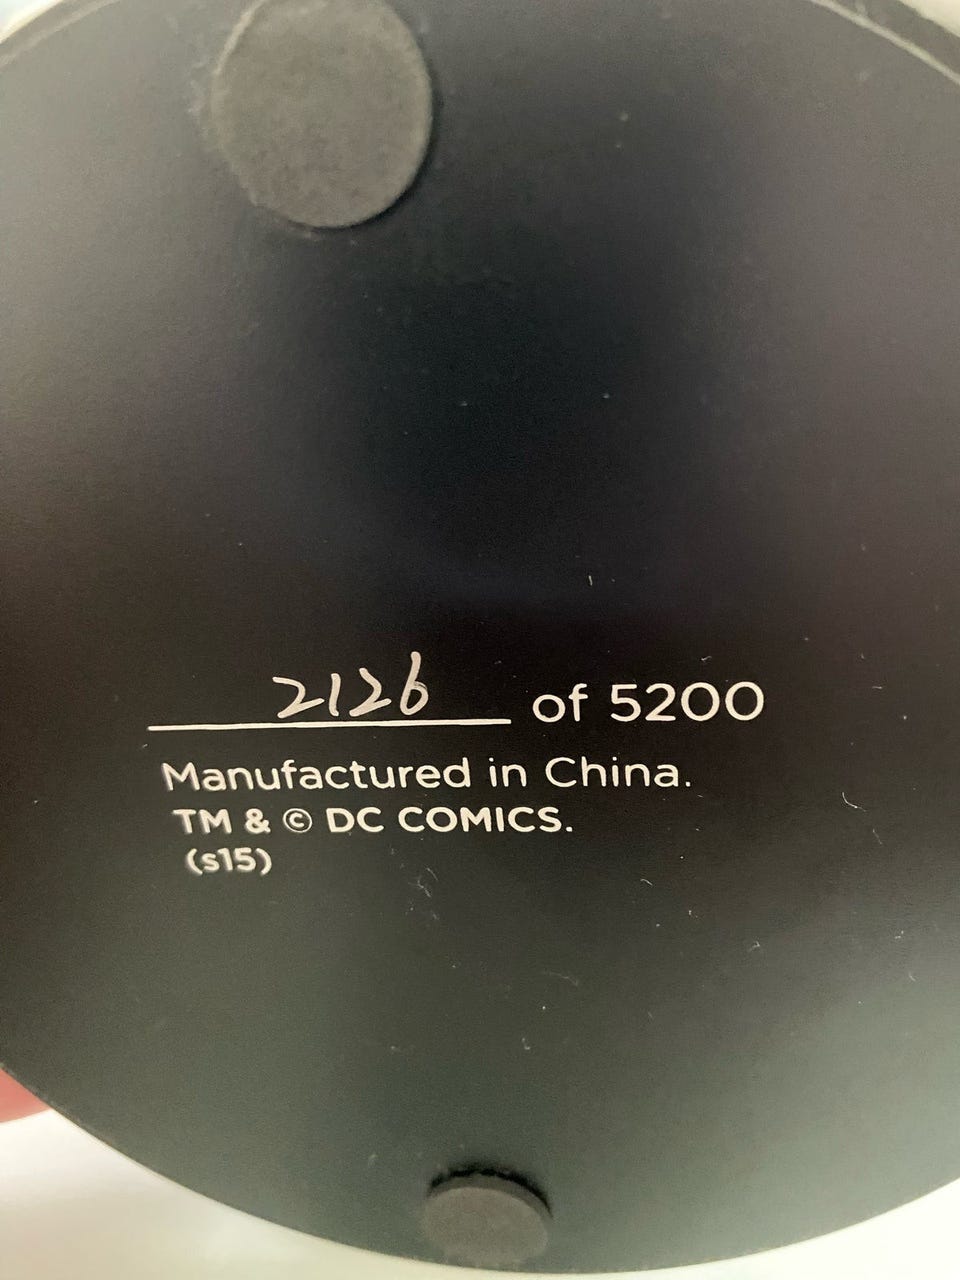 2126 of 5200
Manufactured in China.
TM & © DC COMICS.
(s15)